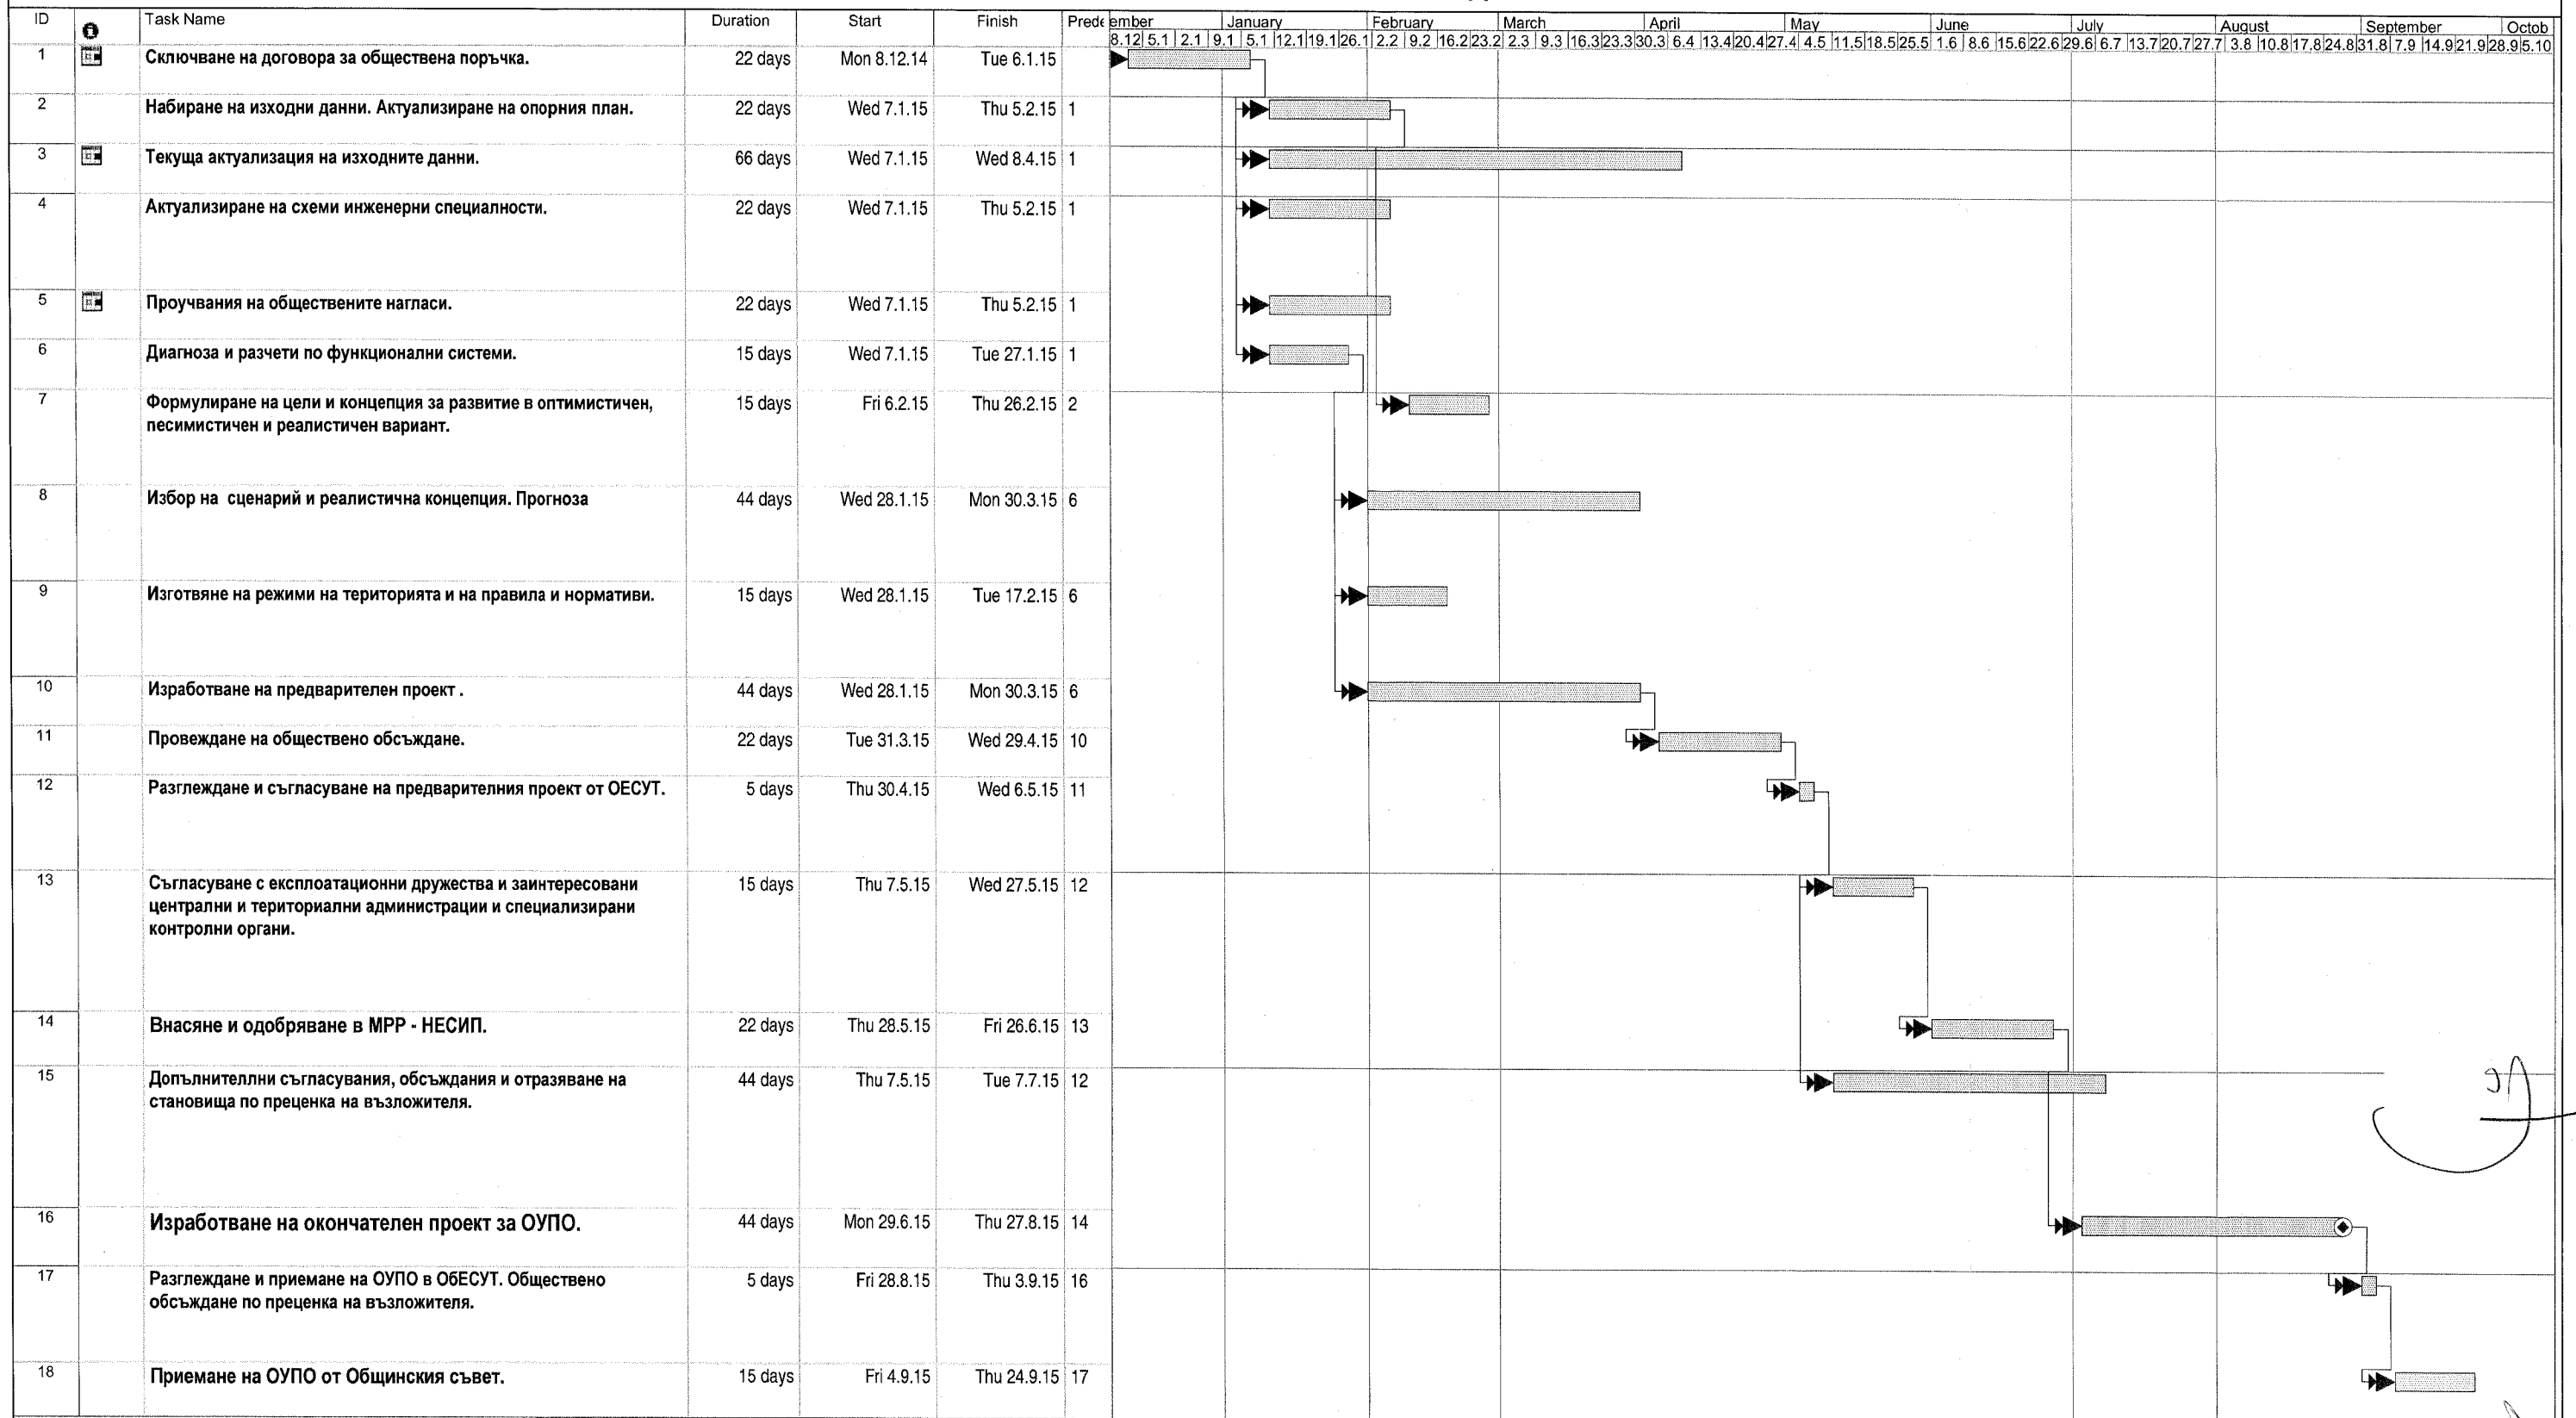 ID Task Name Duration Start Finish Prede ember January February March April May June July August September Octob
8.12 5.1 2.1 9.1 5.1 12.1 19.1 26.1 2.2 9.2 16.2 23.2 2.3 9.3 16.3 23.3 30.3 6.4 13.4 20.4 27.4 4.5 11.5 18.5 25.5 1.6 8.6 15.6 22.6 29.6 6.7 13.7 20.7 27.7 3.8 10.8 17.8 24.8 31.8 7.9 14.9 21.9 28.9 5.10
1 Сключване на договора за обществена поръчка. 22 days Mon 8.12.14 Tue 6.1.15
2 Набиране на изходни данни. Актуализиране на опорния план. 22 days Wed 7.1.15 Thu 5.2.15 1
3 Текуща актуализация на изходните данни. 66 days Wed 7.1.15 Wed 8.4.15 1
4 Актуализиране на схеми инженерни специалности. 22 days Wed 7.1.15 Thu 5.2.15 1
5 Проучвания на обществените нагласи. 22 days Wed 7.1.15 Thu 5.2.15 1
6 Диагноза и разчети по функционални системи. 15 days Wed 7.1.15 Tue 27.1.15 1
7 Формулиране на цели и концепция за развитие в оптимистичен, 15 days Fri 6.2.15 Thu 26.2.15 2
песимистичен и реалистичен вариант.
8 Избор на сценарий и реалистична концепция. Прогноза 44 days Wed 28.1.15 Mon 30.3.15 6
9 Изготвяне на режими на територията и на правила и нормативи. 15 days Wed 28.1.15 Tue 17.2.15 6
10 Изработване на предварителен проект . 44 days Wed 28.1.15 Mon 30.3.15 6
11 Провеждане на обществено обсъждане. 22 days Tue 31.3.15 Wed 29.4.15 10
12 Разглеждане и съгласуване на предварителния проект от ОЕСУТ. 5 days Thu 30.4.15 Wed 6.5.15 11
13 Съгласуване с експлоатационни дружества и заинтересовани 15 days Thu 7.5.15 Wed 27.5.15 12
централни и териториални администрации и специализирани
контролни органи.
14 Внасяне и одобряване в МРР - НЕСИП. 22 days Thu 28.5.15 Fri 26.6.15 13
15 Допълнителлни съгласувания, обсъждания и отразяване на 44 days Thu 7.5.15 Tue 7.7.15 12
становища по преценка на възложителя.
16 Изработване на окончателен проект за ОУПО. 44 days Mon 29.6.15 Thu 27.8.15 14
17 Разглеждане и приемане на ОУПО в ОбЕСУТ. Обществено 5 days Fri 28.8.15 Thu 3.9.15 16
обсъждане по преценка на възложителя.
18 Приемане на ОУПО от Общинския съвет. 15 days Fri 4.9.15 Thu 24.9.15 17